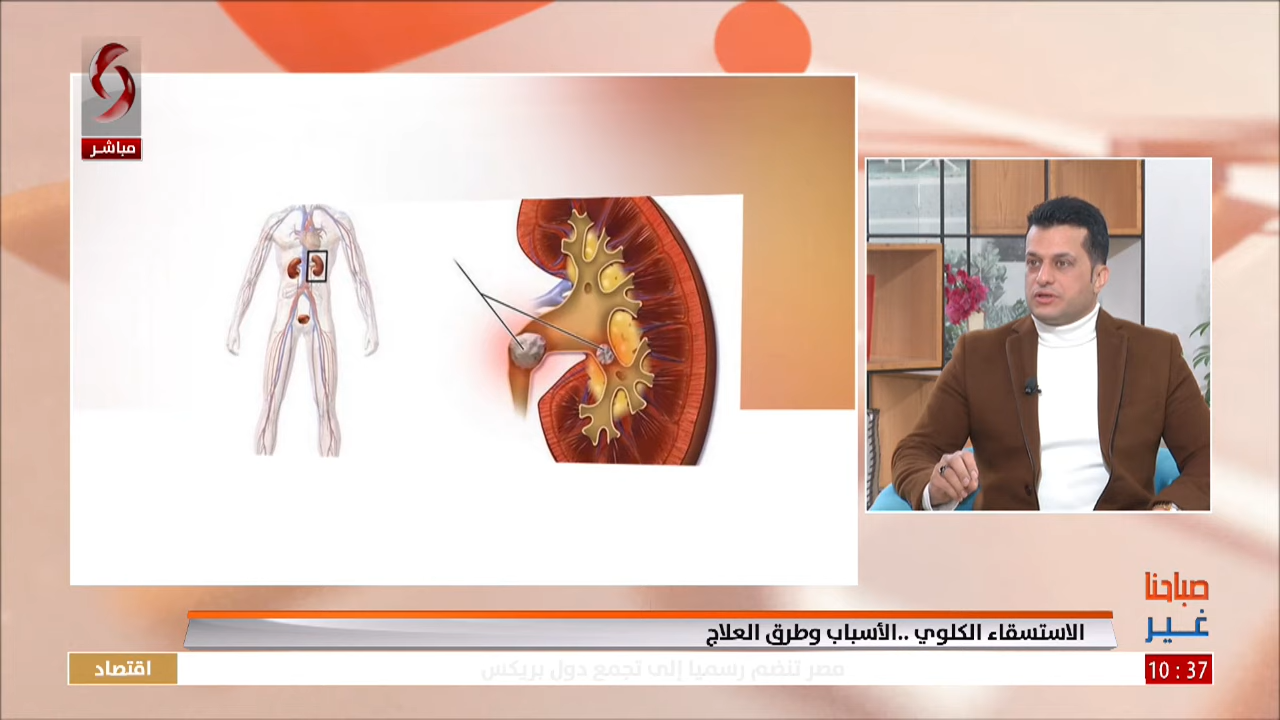 مباشر
صباحنا
غير
الاستسقاء الكلوي ..الأسباب وطرق العلاج
اقتصاد
مصر تنضم رسميا إلى تجمع دول بريكس
10 : 37